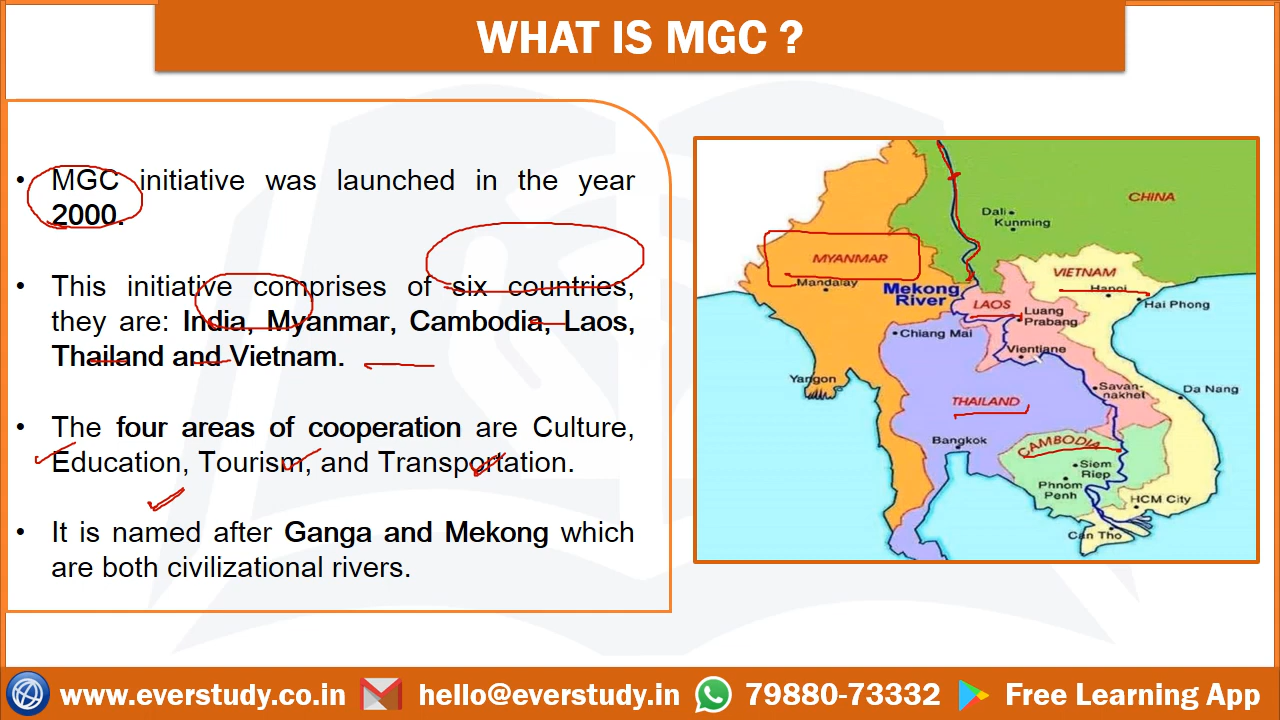 WHAT IS MGC ?
• MGC initiative was launched in the year
2000.
• This initiative comprises of six countries,
they are: India, Myanmar, Cambodia, Laos,
Thailand and Vietnam.
• The four areas of cooperation are Culture,
Education, Tourism, and Transportation.
• It is named after Ganga and Mekong which
are both civilizational rivers.
CHINA
Dali
Kunming
MYANMAR
Mandalay
Mekong
River
VIETNAM
Hanoi
Hai Phong
LAOS
Luang
Prabang
Chiang Mai
Vientiane
Yangon
Savan-
nakhet
Da Nang
THAILAND
Bangkok
CAMBODIA
Siem
Riep
Phnom
Penh
HCM City
Can Tho
www.everstudy.co.in hello@everstudy.in 79880-73332 Free Learning App